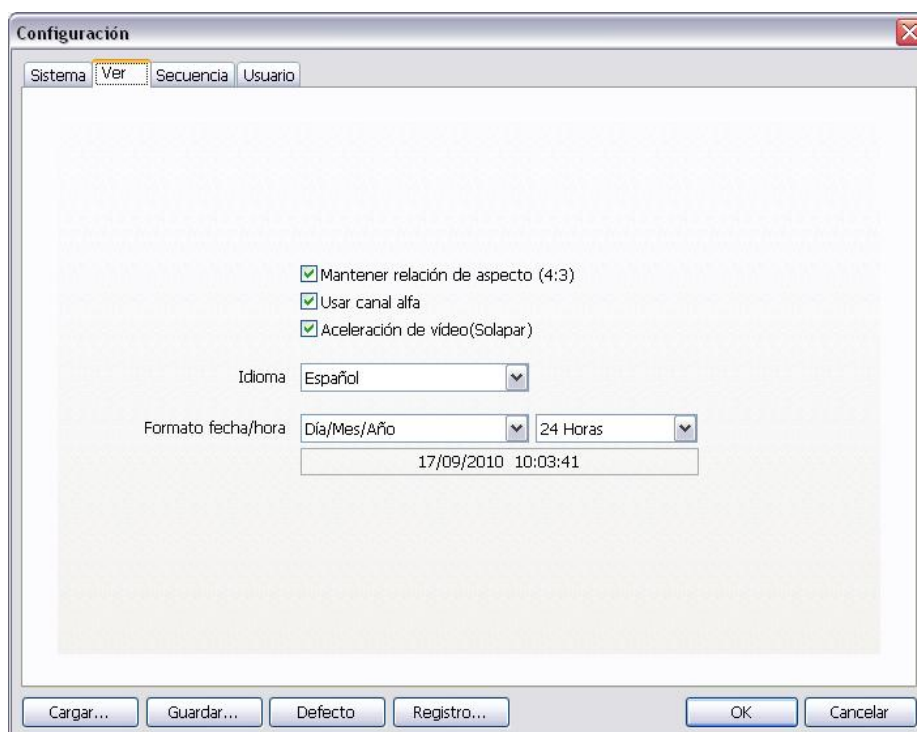 Configuración
Sistema Ver Secuencia Usuario
Mantener relación de aspecto (4:3)
Usar canal alfa
Aceleración de vídeo(Solapar)
Idioma Español
Formato fecha/hora Día/Mes/Año 24 Horas
17/09/2010 10:03:41
Cargar... Guardar... Defecto Registro... OK Cancelar